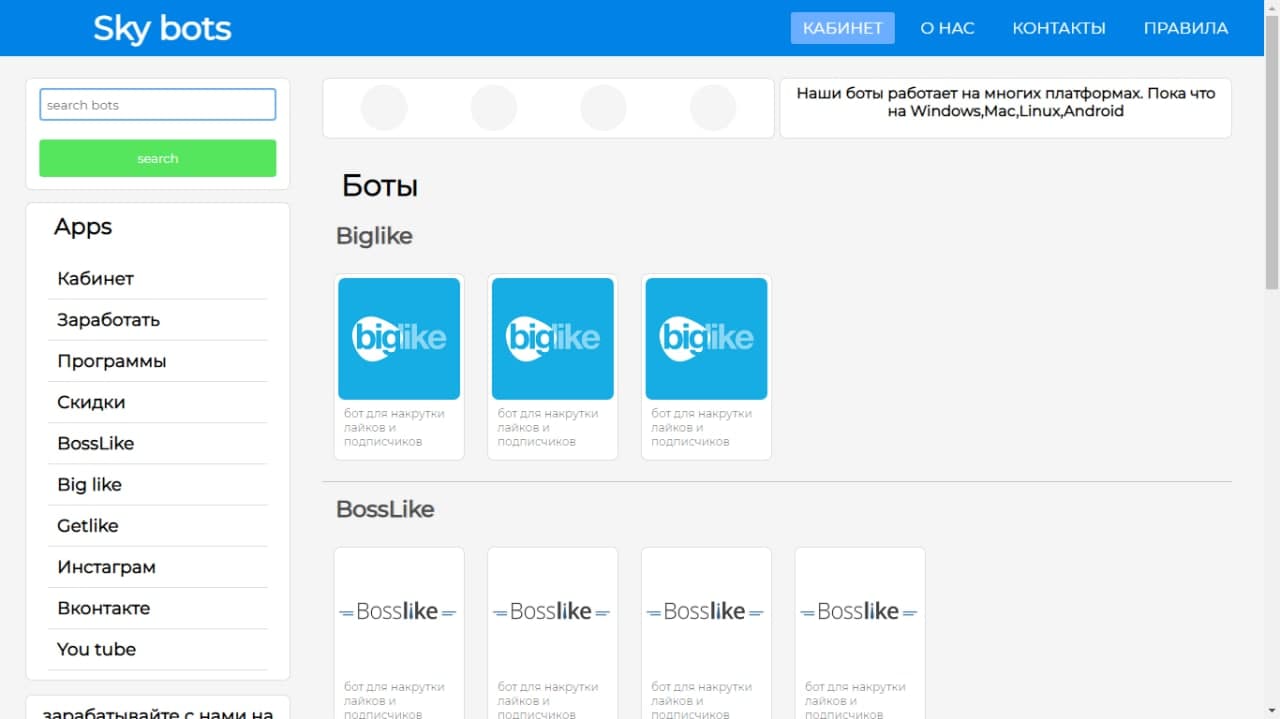 Sky bots
КАБИНЕТ
О НАС
КОНТАКТЫ
ПРАВИЛА
search bots
search
Наши боты работает на многих платформах. Пока что
на Windows,Mac,Linux,Android
Apps
Кабинет
Заработать
Программы
Скидки
BossLike
Big like
Getlike
Инстаграм
Вконтакте
You tube
зарабатывайте с нами на
Боты
Biglike
biglike
бот для накрутки
лайков и
подписчиков
biglike
бот для накрутки
лайков и
подписчиков
biglike
бот для накрутки
лайков и
подписчиков
BossLike
Bosslike
бот для накрутки
лайков и
подписчиков
Bosslike
бот для накрутки
лайков и
подписчиков
Bosslike
бот для накрутки
лайков и
подписчиков
Bosslike
бот для накрутки
лайков и
подписчиков